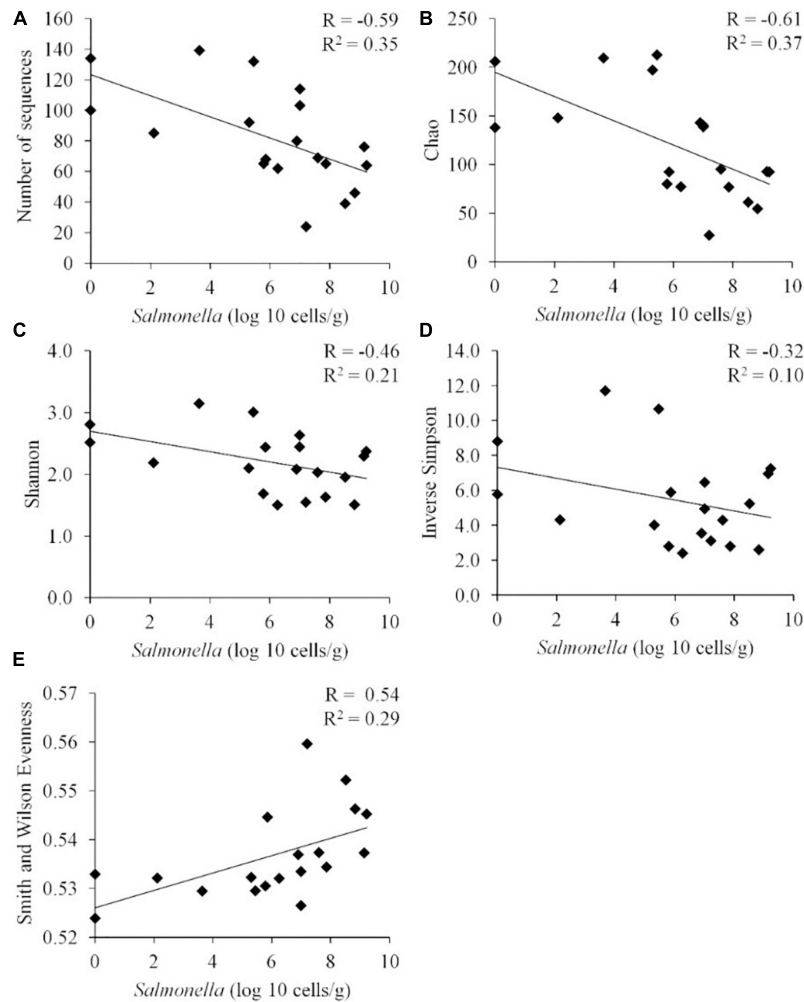 A
R = -0.59
R² = 0.35
160
140
120
100
80
60
40
20
0
Number of sequences
0 2 4 6 8 10
Salmonella (log 10 cells/g)
B
R = -0.61
R² = 0.37
250
200
150
100
50
0
Chao
0 2 4 6 8 10
Salmonella (log 10 cells/g)
C
R = -0.46
R² = 0.21
4.0
3.0
2.0
1.0
0.0
Shannon
0 2 4 6 8 10
Salmonella (log 10 cells/g)
D
R = -0.32
R² = 0.10
14.0
12.0
10.0
8.0
6.0
4.0
2.0
0.0
Inverse Simpson
0 2 4 6 8 10
Salmonella (log 10 cells/g)
E
R = 0.54
R² = 0.29
0.57
0.56
0.55
0.54
0.53
0.52
Smith and Wilson Evenness
0 2 4 6 8 10
Salmonella (log 10 cells/g)